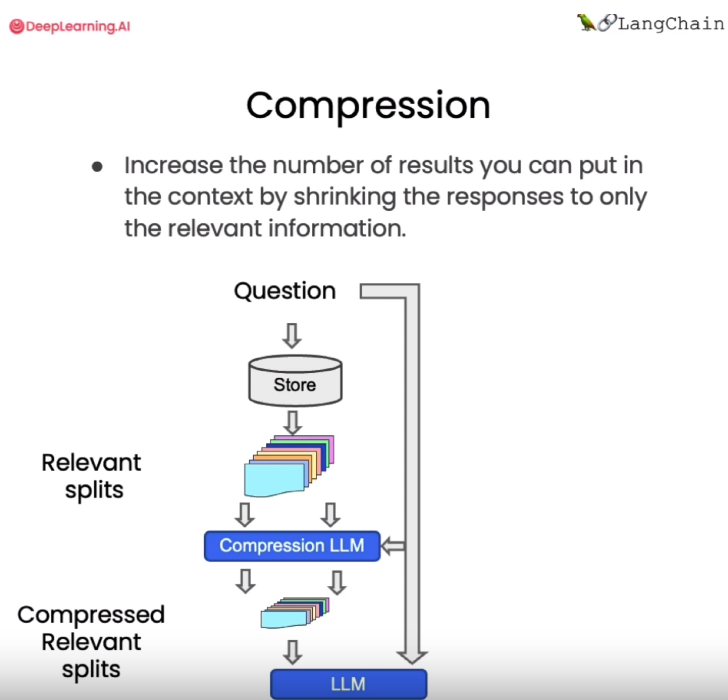 DeepLearning.AI
LangChain
Compression
● Increase the number of results you can put in
the context by shrinking the responses to only
the relevant information.
Question
Store
Relevant
splits
Compression LLM
Compressed
Relevant
splits
LLM